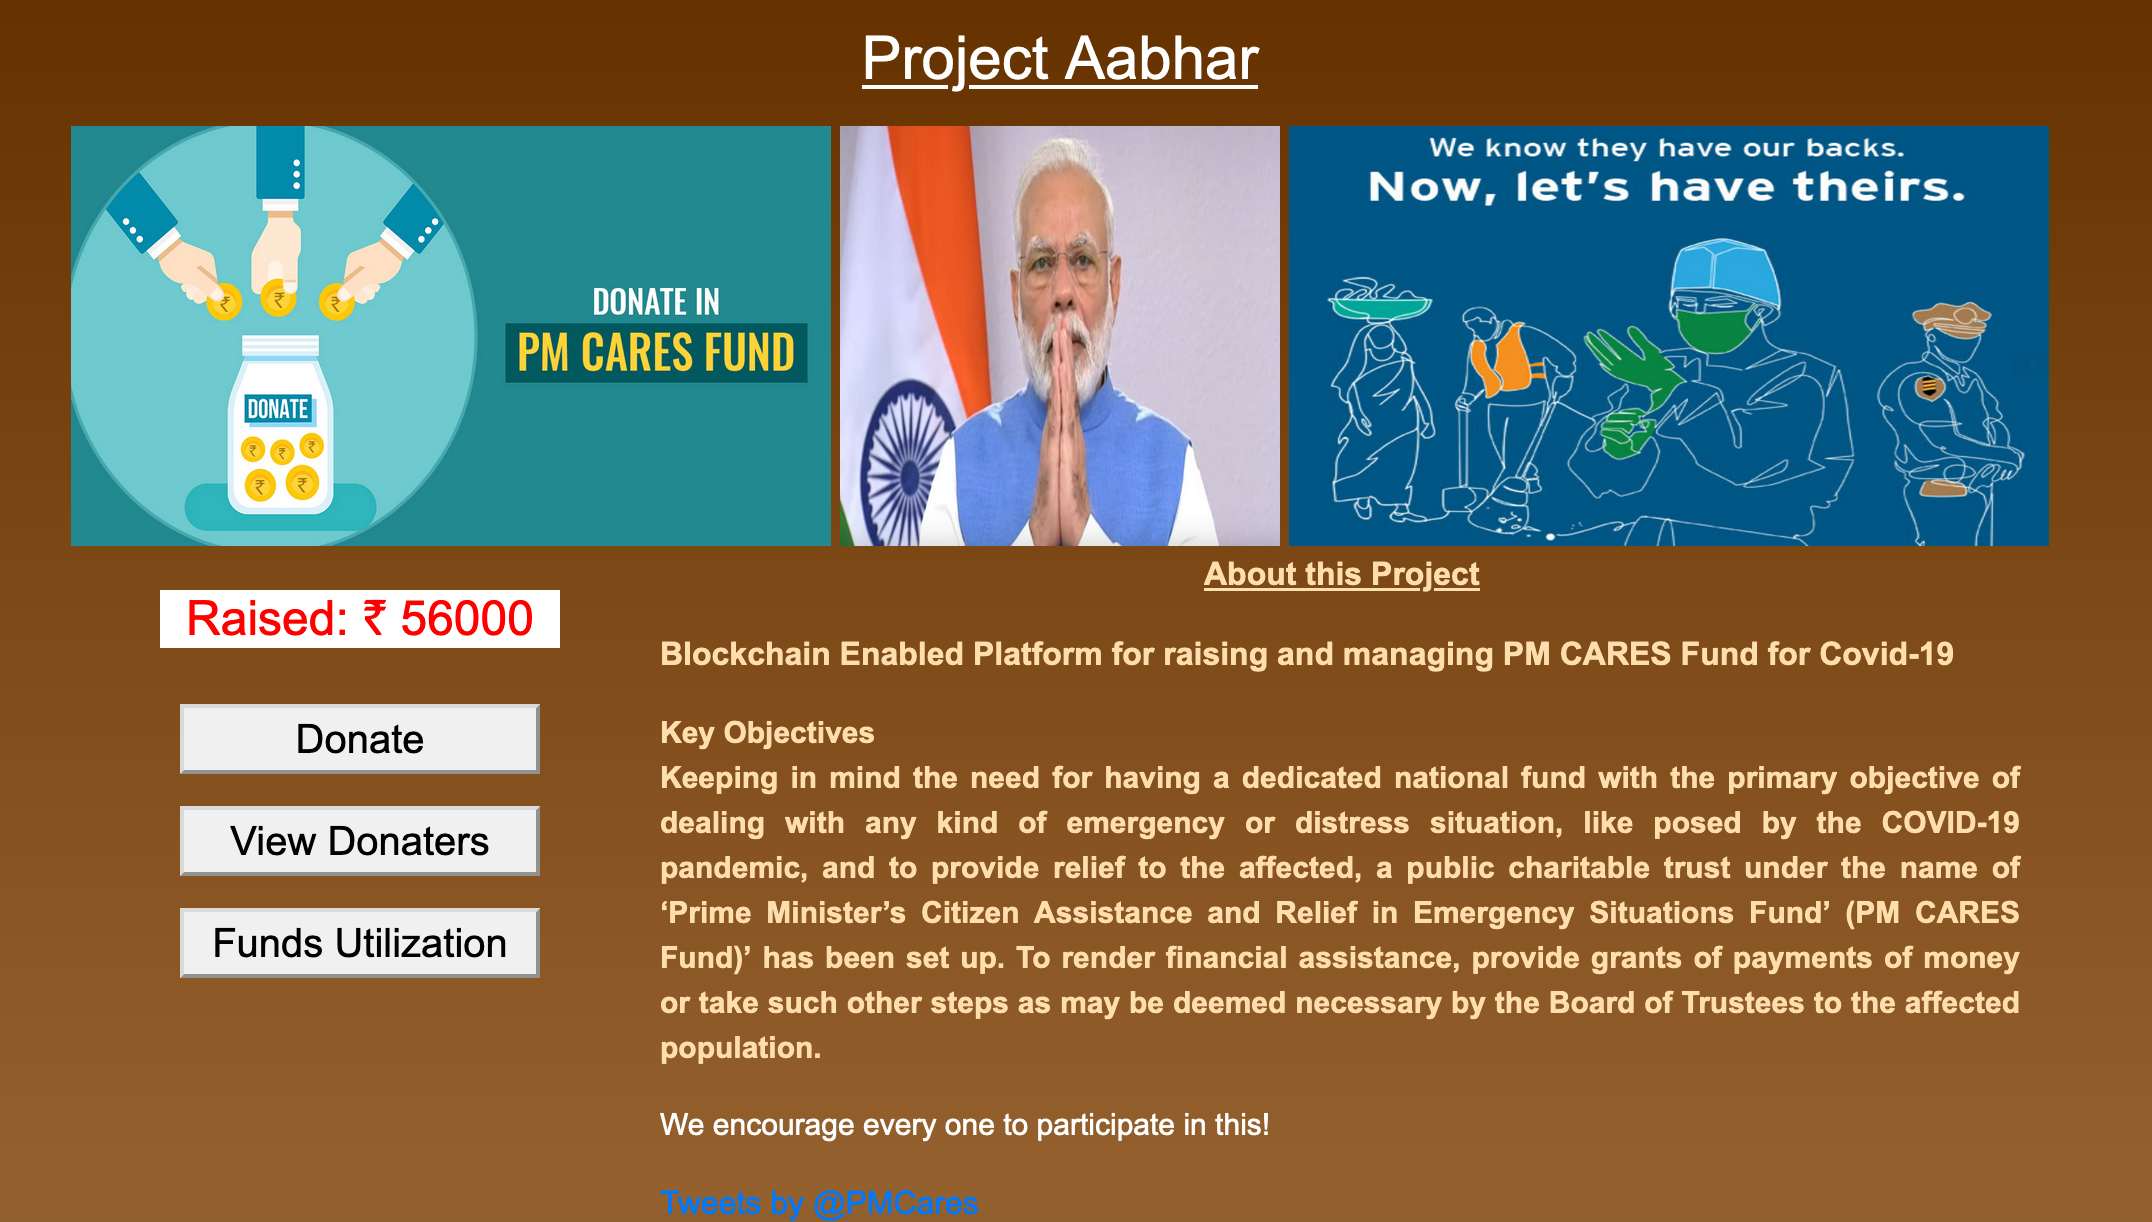 Project Aabhar
DONATE IN
PM CARES FUND
DONATE
We know they have our backs.
Now, let's have theirs.
Raised: ₹ 56000
Donate
View Donaters
Funds Utilization
About this Project
Blockchain Enabled Platform for raising and managing PM CARES Fund for Covid-19
Key Objectives
Keeping in mind the need for having a dedicated national fund with the primary objective of
dealing with any kind of emergency or distress situation, like posed by the COVID-19
pandemic, and to provide relief to the affected, a public charitable trust under the name of
‘Prime Minister’s Citizen Assistance and Relief in Emergency Situations Fund’ (PM CARES
Fund)’ has been set up. To render financial assistance, provide grants of payments of money
or take such other steps as may be deemed necessary by the Board of Trustees to the affected
population.
We encourage every one to participate in this!
Tweets by @PMCares